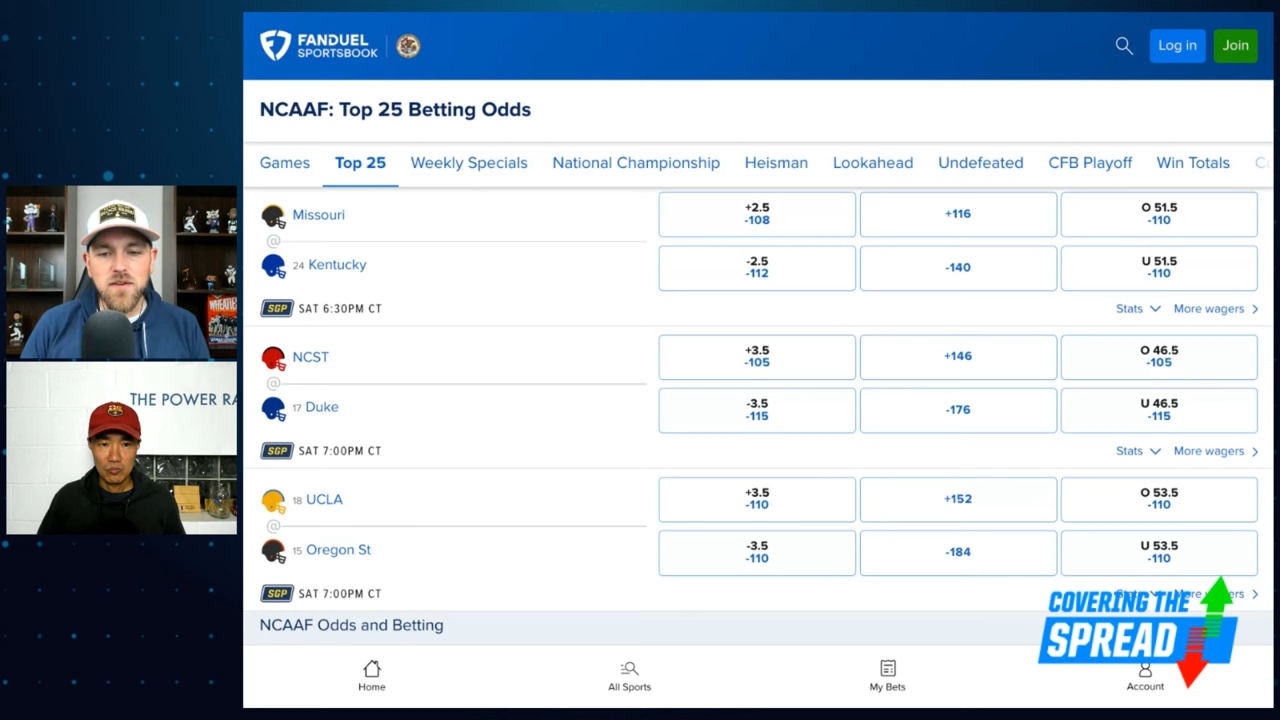 FANDUEL
SPORTSBOOK
Log in
Join
NCAAF: Top 25 Betting Odds
Games
Top 25
Weekly Specials
National Championship
Heisman
Lookahead
Undefeated
CFB Playoff
Win Totals
Missouri
+2.5
-108
+116
O 51.5
-110
@
24 Kentucky
-2.5
-112
-140
U 51.5
-110
SGP SAT 6:30PM CT
Stats
More wagers
NCST
+3.5
-105
+146
O 46.5
-105
@
17 Duke
-3.5
-115
-176
U 46.5
-115
SGP SAT 7:00PM CT
Stats
More wagers
18 UCLA
+3.5
-110
+152
O 53.5
-110
@
15 Oregon St
-3.5
-110
-184
U 53.5
-110
SGP SAT 7:00PM CT
NCAAF Odds and Betting
Home
All Sports
My Bets
Account
COVERING THE
SPREAD
WHEATIES
THE POWER RA